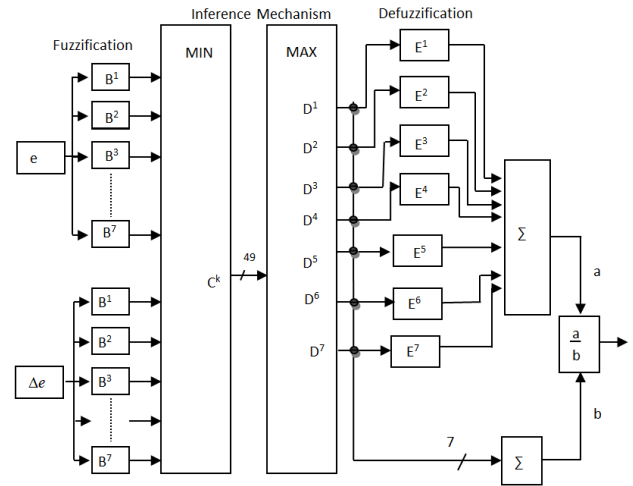 Inference Mechanism
Defuzzification
Fuzzification
MIN
MAX
e
B¹
B²
B³
B⁷
Δe
B¹
B²
B³
B⁷
Cᵏ
49
D¹
D²
D³
D⁴
D⁵
D⁶
D⁷
E¹
E²
E³
E⁴
E⁵
E⁶
E⁷
Σ
a
a
b
b
7
Σ